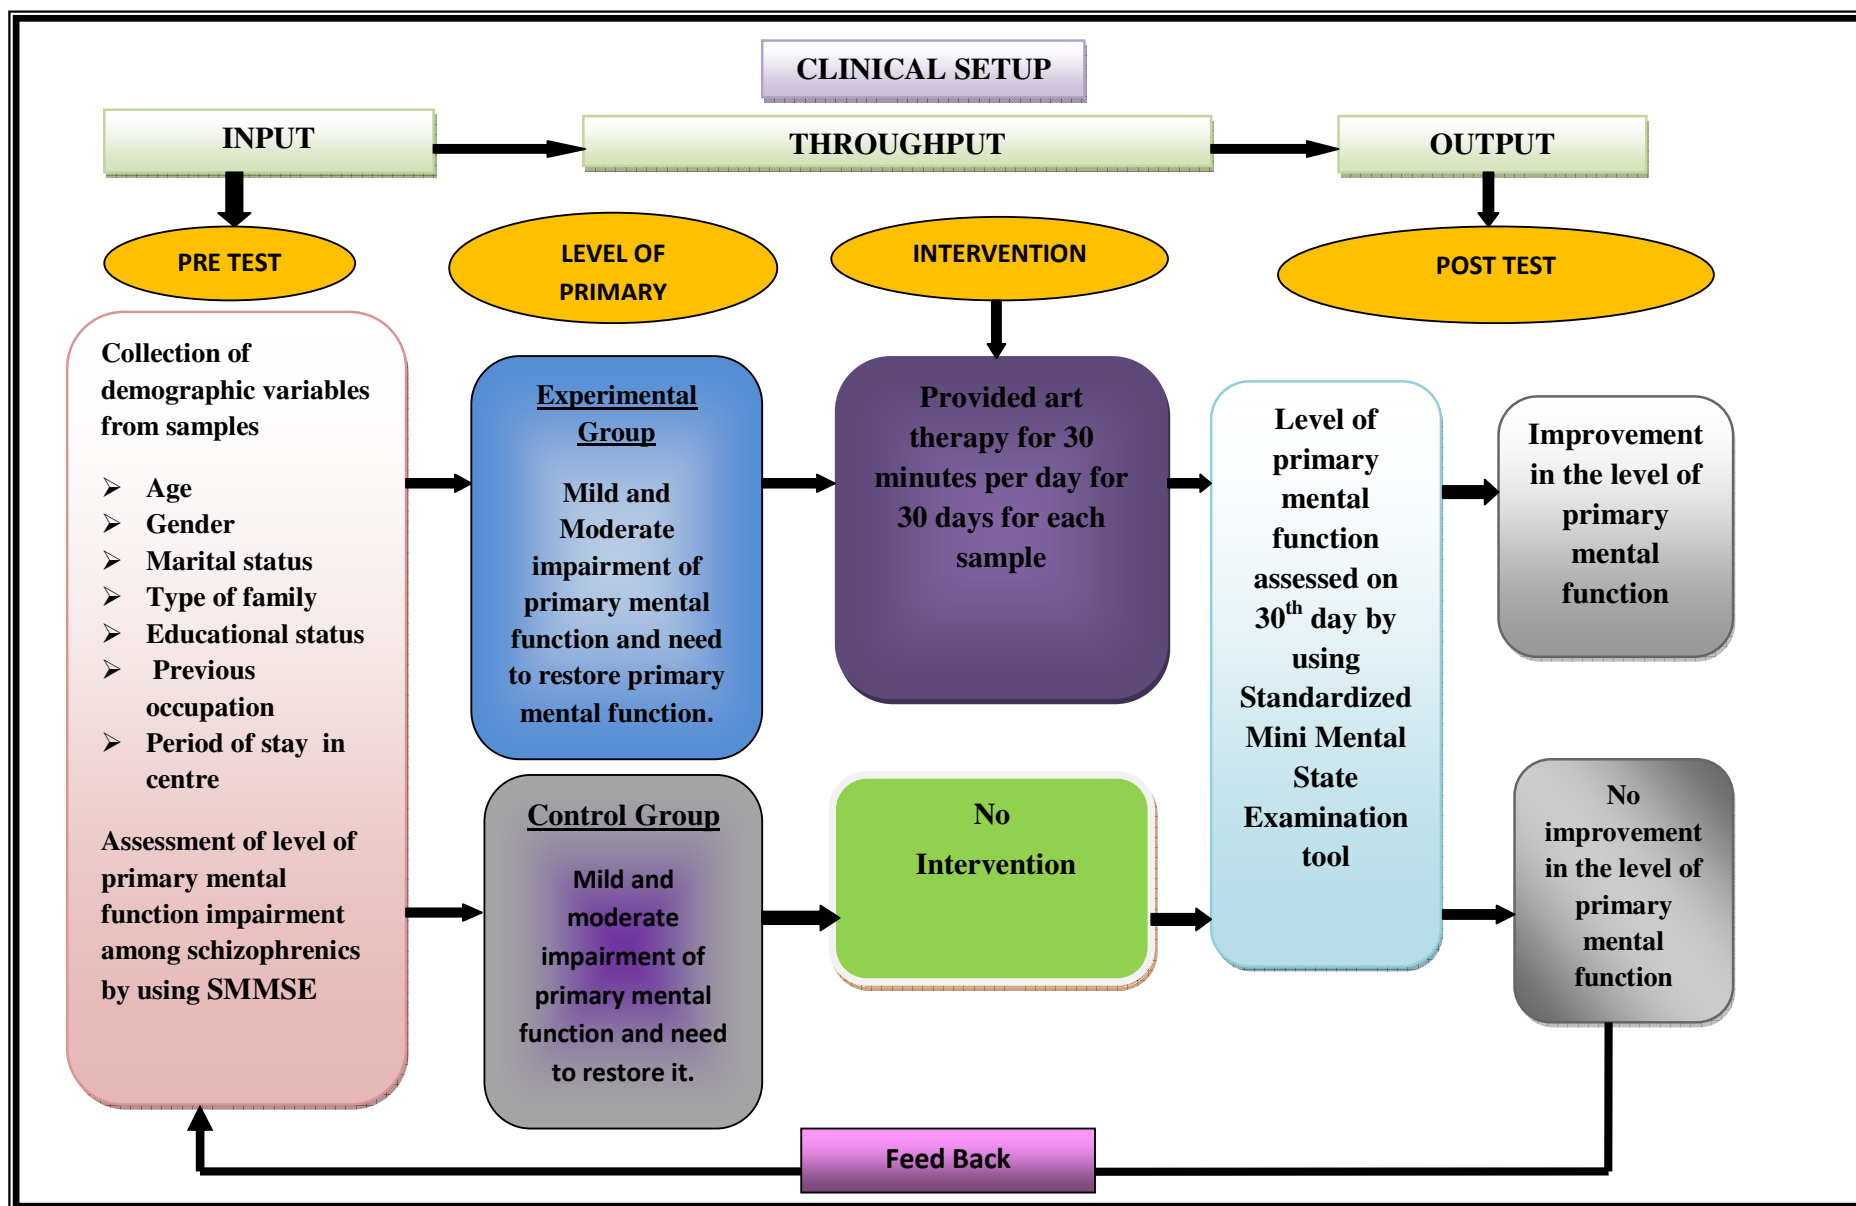 CLINICAL SETUP
INPUT
THROUGHPUT
OUTPUT
PRE TEST
LEVEL OF
PRIMARY
INTERVENTION
POST TEST
Collection of
demographic variables
from samples
➢ Age
➢ Gender
➢ Marital status
➢ Type of family
➢ Educational status
➢ Previous
occupation
➢ Period of stay in
centre
Assessment of level of
primary mental
function impairment
among schizophrenics
by using SMMSE
Experimental
Group
Mild and
Moderate
impairment of
primary mental
function and need
to restore primary
mental function.
Control Group
Mild and
moderate
impairment of
primary mental
function and need
to restore it.
Provided art
therapy for 30
minutes per day for
30 days for each
sample
No
Intervention
Level of
primary
mental
function
assessed on
30th day by
using
Standardized
Mini Mental
State
Examination
tool
Improvement
in the level of
primary
mental
function
No
improvement
in the level of
primary
mental
function
Feed Back